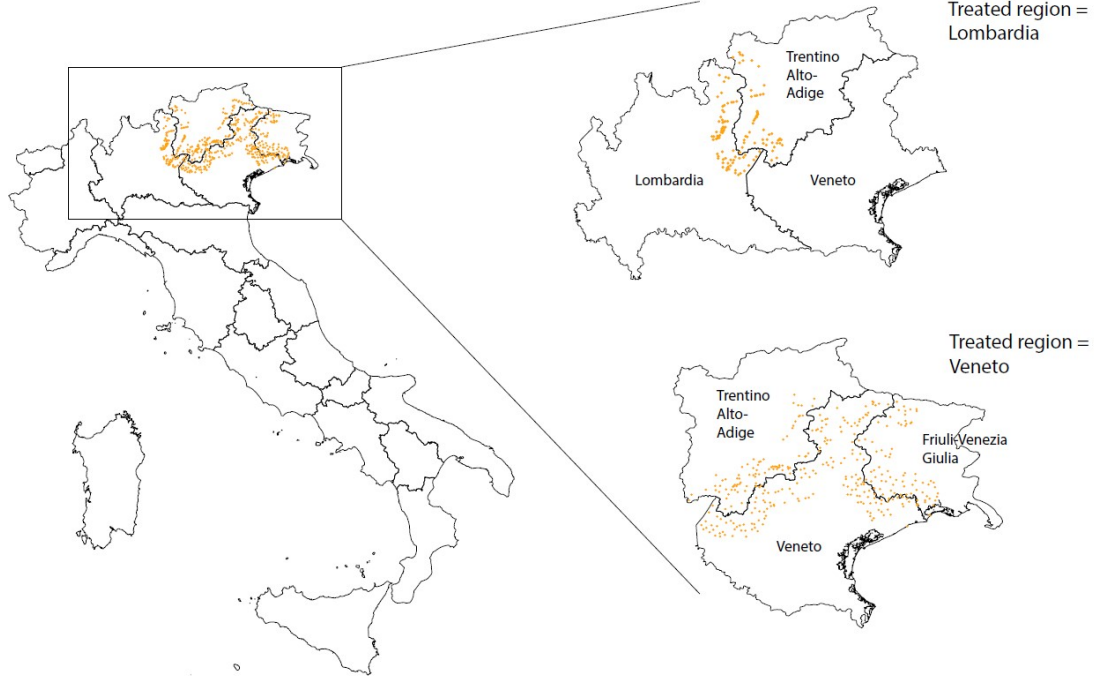 Treated region =
Lombardia
Trentino
Alto-
Adige
Lombardia
Veneto
Treated region =
Veneto
Trentino
Alto-
Adige
Friuli-Venezia
Giulia
Veneto